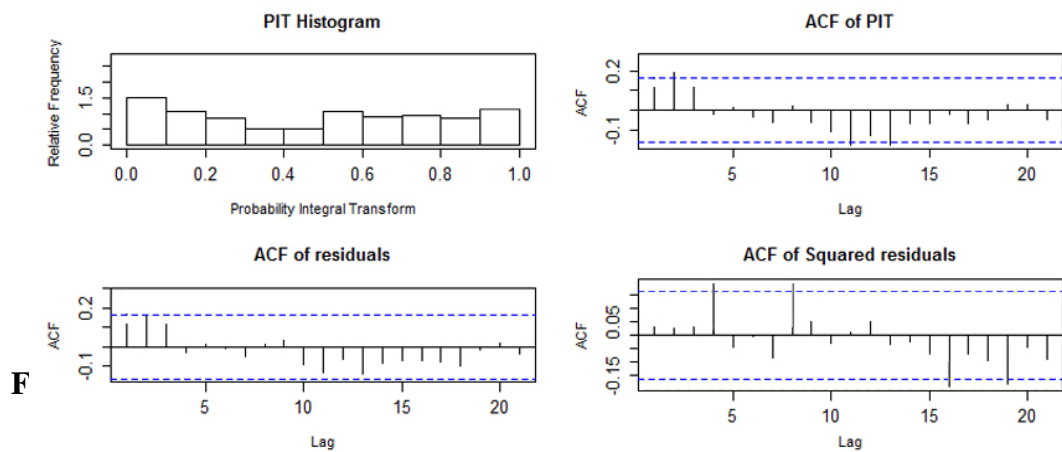 PIT Histogram
Relative Frequency
0.0 1.5
0.0 0.2 0.4 0.6 0.8 1.0
Probability Integral Transform
ACF of PIT
ACF
-0.1 0.2
5 10 15 20
Lag
ACF of residuals
ACF
-0.1 0.2
5 10 15 20
Lag
ACF of Squared residuals
ACF
-0.15 0.05
5 10 15 20
Lag
F